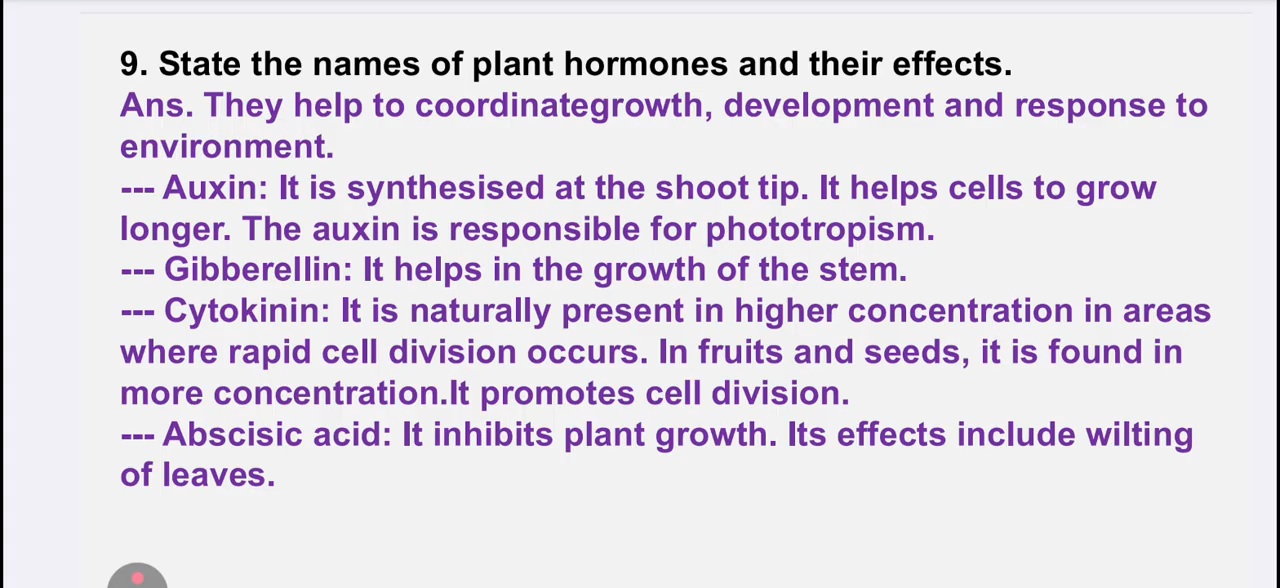 9. State the names of plant hormones and their effects.
Ans. They help to coordinategrowth, development and response to
environment.
--- Auxin: It is synthesised at the shoot tip. It helps cells to grow
longer. The auxin is responsible for phototropism.
--- Gibberellin: It helps in the growth of the stem.
--- Cytokinin: It is naturally present in higher concentration in areas
where rapid cell division occurs. In fruits and seeds, it is found in
more concentration.It promotes cell division.
--- Abscisic acid: It inhibits plant growth. Its effects include wilting
of leaves.